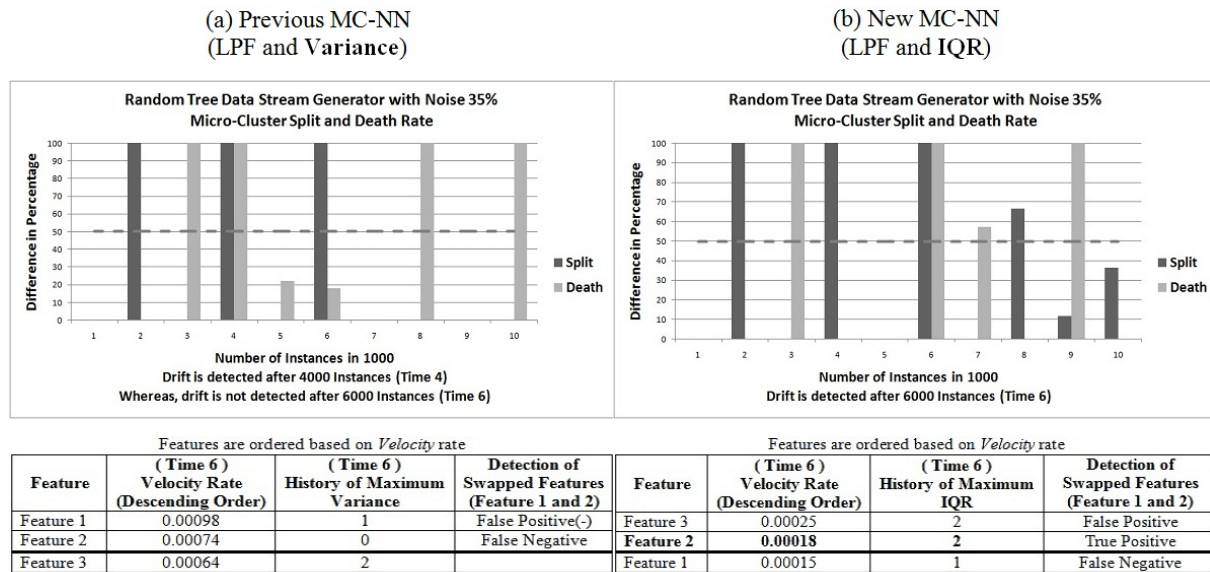 (a) Previous MC-NN
(LPF and Variance)
Random Tree Data Stream Generator with Noise 35%
Micro-Cluster Split and Death Rate
Difference in Percentage
100
90
80
70
60
50
40
30
20
10
0
1 2 3 4 5 6 7 8 9 10
Split
Death
Number of Instances in 1000
Drift is detected after 4000 Instances (Time 4)
Whereas, drift is not detected after 6000 Instances (Time 6)
Features are ordered based on Velocity rate
Feature ( Time 6 ) Velocity Rate (Descending Order) ( Time 6 ) History of Maximum Variance Detection of Swapped Features (Feature 1 and 2)
Feature 1 0.00098 1 False Positive(-)
Feature 2 0.00074 0 False Negative
Feature 3 0.00064 2
(b) New MC-NN
(LPF and IQR)
Random Tree Data Stream Generator with Noise 35%
Micro-Cluster Split and Death Rate
Difference in Percentage
100
90
80
70
60
50
40
30
20
10
0
1 2 3 4 5 6 7 8 9 10
Split
Death
Number of Instances in 1000
Drift is detected after 6000 Instances (Time 6)
Features are ordered based on Velocity rate
Feature ( Time 6 ) Velocity Rate (Descending Order) ( Time 6 ) History of Maximum IQR Detection of Swapped Features (Feature 1 and 2)
Feature 3 0.00025 2 False Positive
Feature 2 0.00018 2 True Positive
Feature 1 0.00015 1 False Negative